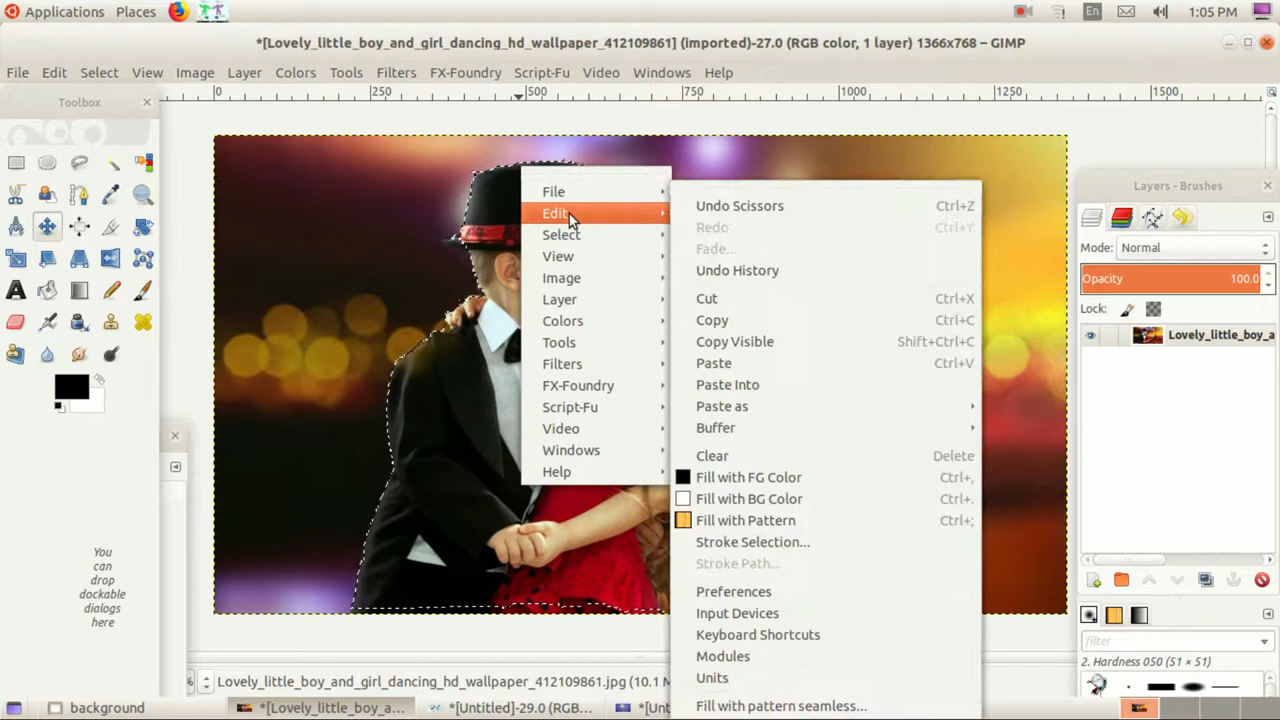 Applications Places En 1:05 PM
*[Lovely_little_boy_and_girl_dancing_hd_wallpaper_412109861] (imported)-27.0 (RGB color, 1 layer) 1366x768 – GIMP
File Edit Select View Image Layer Colors Tools Filters FX-Foundry Script-Fu Video Windows Help
Toolbox
0 250 500 750 1000 1250 1500
Layers - Brushes
Mode: Normal
Opacity 100.0
Lock:
Lovely_little_boy_a
File
Edit
Select
View
Image
Layer
Colors
Tools
Filters
FX-Foundry
Script-Fu
Video
Windows
Help
Undo Scissors Ctrl+Z
Redo Ctrl+Y
Fade...
Undo History
Cut Ctrl+X
Copy Ctrl+C
Copy Visible Shift+Ctrl+C
Paste Ctrl+V
Paste Into
Paste as
Buffer
Clear Delete
Fill with FG Color Ctrl+,
Fill with BG Color Ctrl+.
Fill with Pattern Ctrl+;
Stroke Selection...
Stroke Path...
Preferences
Input Devices
Keyboard Shortcuts
Modules
Units
Fill with pattern seamless...
You
can
drop
dockable
dialogs
here
filter
2. Hardness 050 (51 × 51)
% Lovely_little_boy_and_girl_dancing_hd_wallpaper_412109861.jpg (10.1 M
background *[Lovely_little_boy_a... *[Untitled]-29.0 (RGB... *[Unt